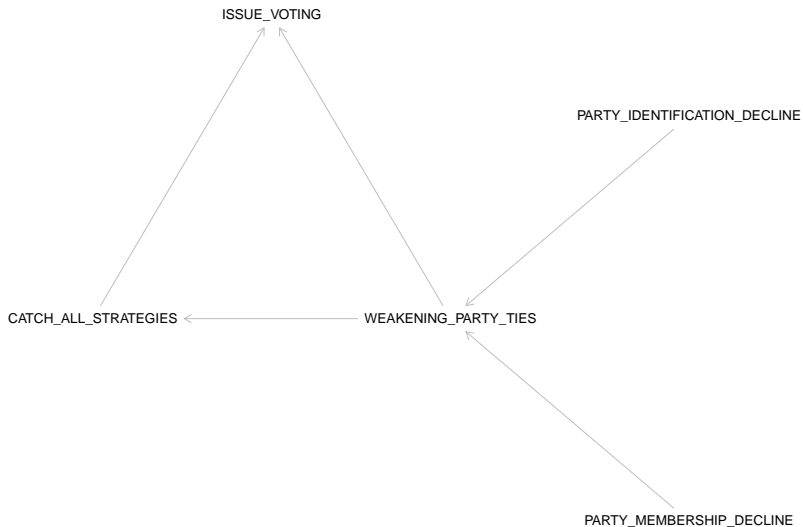 ISSUE_VOTING
PARTY_IDENTIFICATION_DECLINE
CATCH_ALL_STRATEGIES
WEAKENING_PARTY_TIES
PARTY_MEMBERSHIP_DECLINE